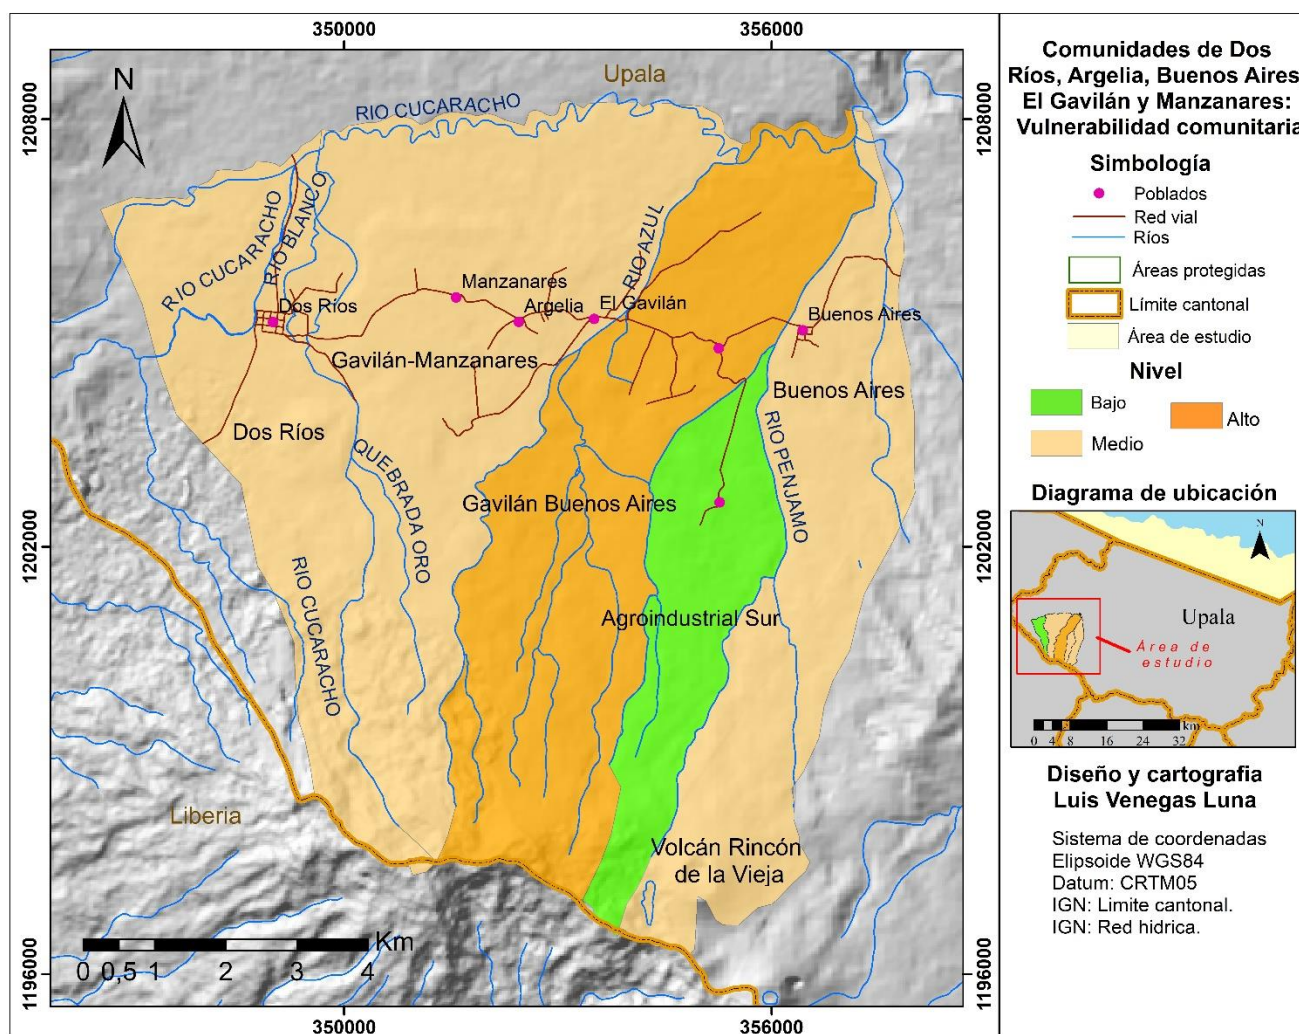 350000
356000
1208000
1202000
1196000
1208000
1202000
1196000
350000
356000
N
Upala
RIO CUCARACHO
RIO CUCARACHO
RIO BLANCO
RIO AZUL
Manzanares
Dos Ríos
Argelia
El Gavilán
Buenos Aires
Gavilán-Manzanares
Buenos Aires
Dos Ríos
QUEBRADA ORO
RIO PENJAMO
Gavilán Buenos Aires
RIO CUCARACHO
Agroindustrial Sur
Liberia
Volcán Rincón
de la Vieja
Km
0 0,5 1 2 3 4
Comunidades de Dos
Ríos, Argelia, Buenos Aires
El Gavilán y Manzanares:
Vulnerabilidad comunitaria
Simbología
Poblados
Red vial
Ríos
Áreas protegidas
Límite cantonal
Área de estudio
Nivel
Bajo
Alto
Medio
Diagrama de ubicación
N
Upala
Área de
estudio
km
0 4 8 16 24 32
Diseño y cartografia
Luis Venegas Luna
Sistema de coordenadas
Elipsoide WGS84
Datum: CRTM05
IGN: Limite cantonal.
IGN: Red hidrica.